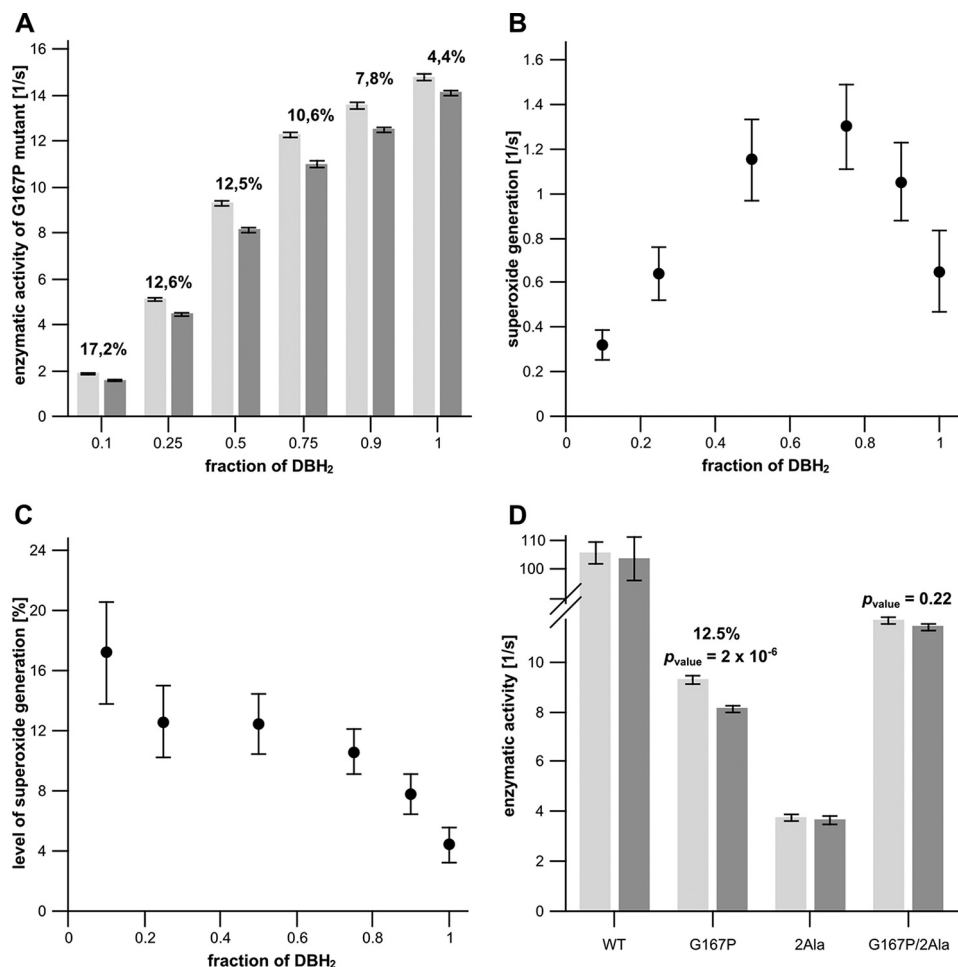 A
enzymatic activity of G167P mutant [1/s]
16
14
12
10
8
6
4
2
0
17,2%
12,6%
12,5%
10,6%
7,8%
4,4%
0.1 0.25 0.5 0.75 0.9 1
fraction of DBH₂
B
superoxide generation [1/s]
1.6
1.4
1.2
1
0.8
0.6
0.4
0.2
0
0 0.2 0.4 0.6 0.8 1
fraction of DBH₂
C
level of superoxide generation [%]
24
20
16
12
8
4
0
0 0.2 0.4 0.6 0.8 1
fraction of DBH₂
D
enzymatic activity [1/s]
110
100
10
8
6
4
2
0
12.5%
pvalue = 2 x 10⁻⁶
pvalue = 0.22
WT G167P 2Ala G167P/2Ala